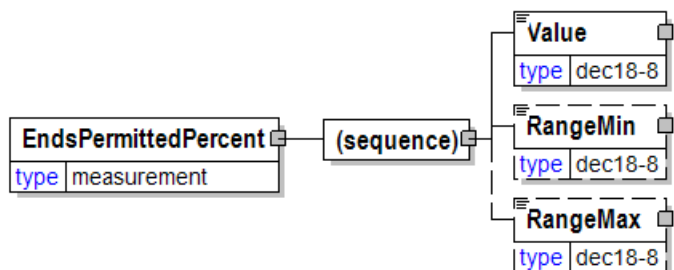 Value
type dec18-8
EndsPermittedPercent
type measurement
(sequence)
RangeMin
type dec18-8
RangeMax
type dec18-8